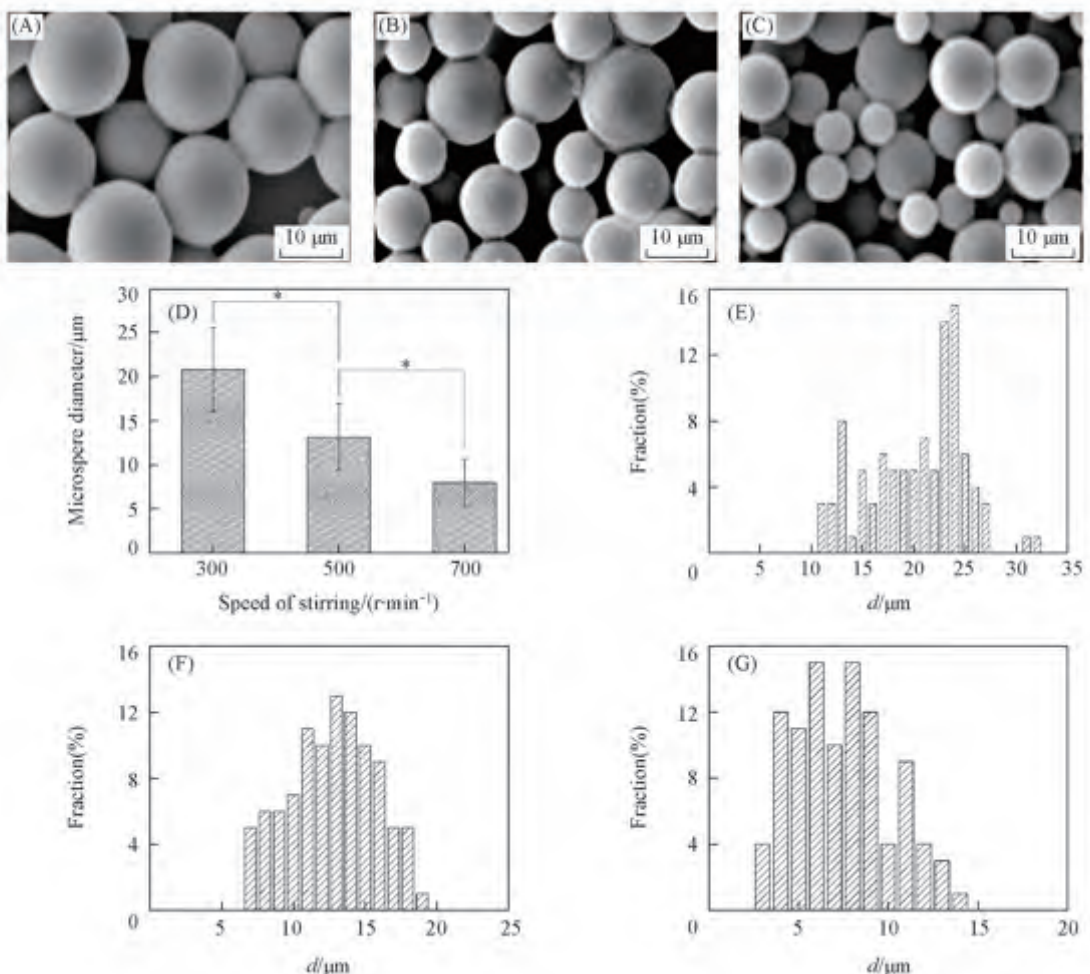 (A)
(B)
(C)
10 μm
10 μm
10 μm
(D)
30
25
20
15
10
5
0
Microspere diameter/μm
*
*
300
500
700
Speed of stirring/(r·min⁻¹)
(E)
16
12
8
4
0
Fraction(%)
5
10
15
20
25
30
35
d/μm
(F)
16
12
8
4
0
Fraction(%)
5
10
15
20
25
d/μm
(G)
16
12
8
4
0
Fraction(%)
5
10
15
20
d/μm